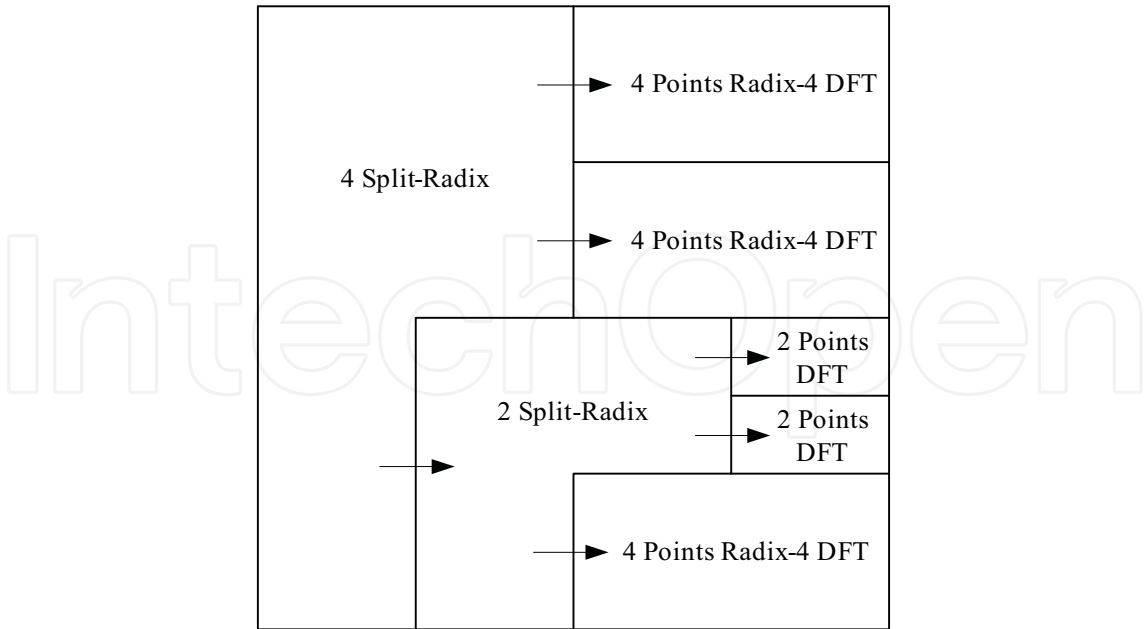 4 Points Radix-4 DFT
4 Split-Radix
4 Points Radix-4 DFT
IntechOpen
2 Points
DFT
2 Split-Radix
2 Points
DFT
4 Points Radix-4 DFT